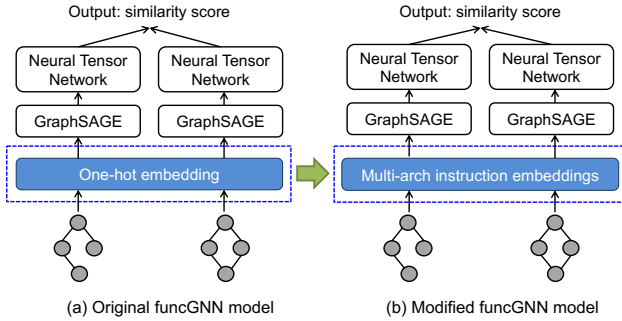 Output: similarity score
Output: similarity score
Neural Tensor
Network
Neural Tensor
Network
Neural Tensor
Network
Neural Tensor
Network
GraphSAGE
GraphSAGE
GraphSAGE
GraphSAGE
One-hot embedding
Multi-arch instruction embeddings
(a) Original funcGNN model
(b) Modified funcGNN model